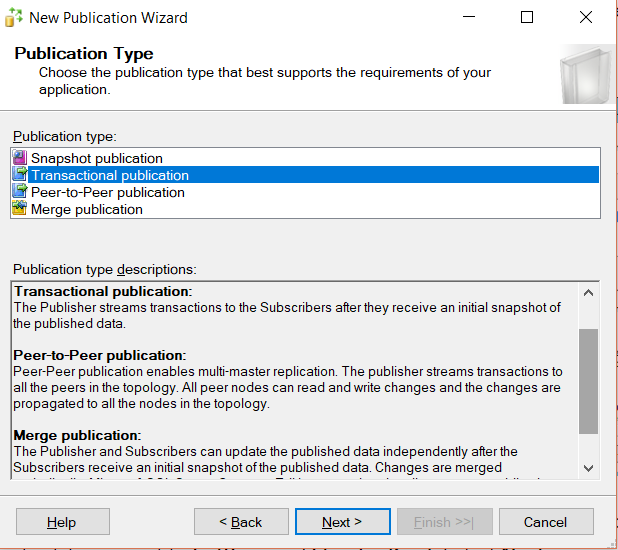 New Publication Wizard
Publication Type
Choose the publication type that best supports the requirements of your
application.
Publication type:
Snapshot publication
Transactional publication
Peer-to-Peer publication
Merge publication
Publication type descriptions:
Transactional publication:
The Publisher streams transactions to the Subscribers after they receive an initial snapshot of
the published data.
Peer-to-Peer publication:
Peer-Peer publication enables multi-master replication. The publisher streams transactions to
all the peers in the topology. All peer nodes can read and write changes and the changes are
propagated to all the nodes in the topology.
Merge publication:
The Publisher and Subscribers can update the published data independently after the
Subscribers receive an initial snapshot of the published data. Changes are merged
Help
< Back
Next >
Finish >>|
Cancel